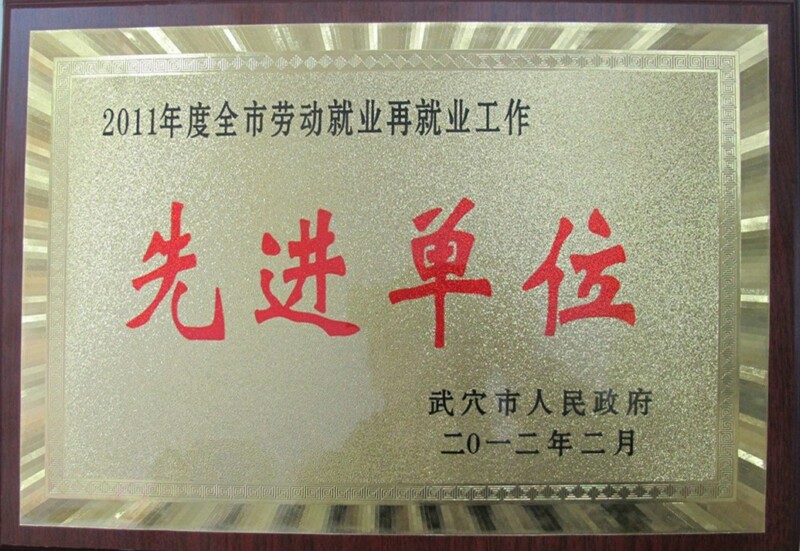 2011年度全市劳动就业再就业工作
先进单位
武穴市人民政府
二0一二年二月